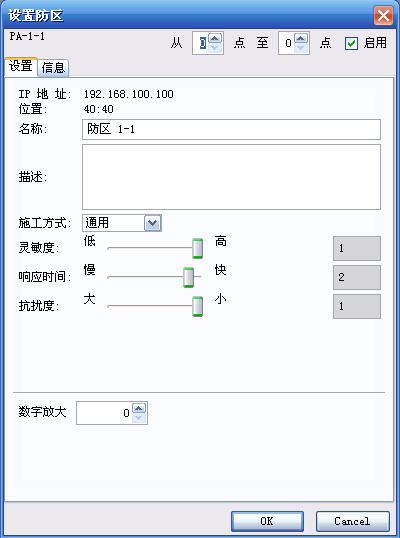 设置防区
PA-1-1
从 0 点 至 0 点 启用
设置 信息
IP 地 址: 192.168.100.100
位置: 40:40
名称: 防区 1-1
描述:
施工方式: 通用
灵敏度: 低 高 1
响应时间: 慢 快 2
抗扰度: 大 小 1
数字放大 0
OK Cancel